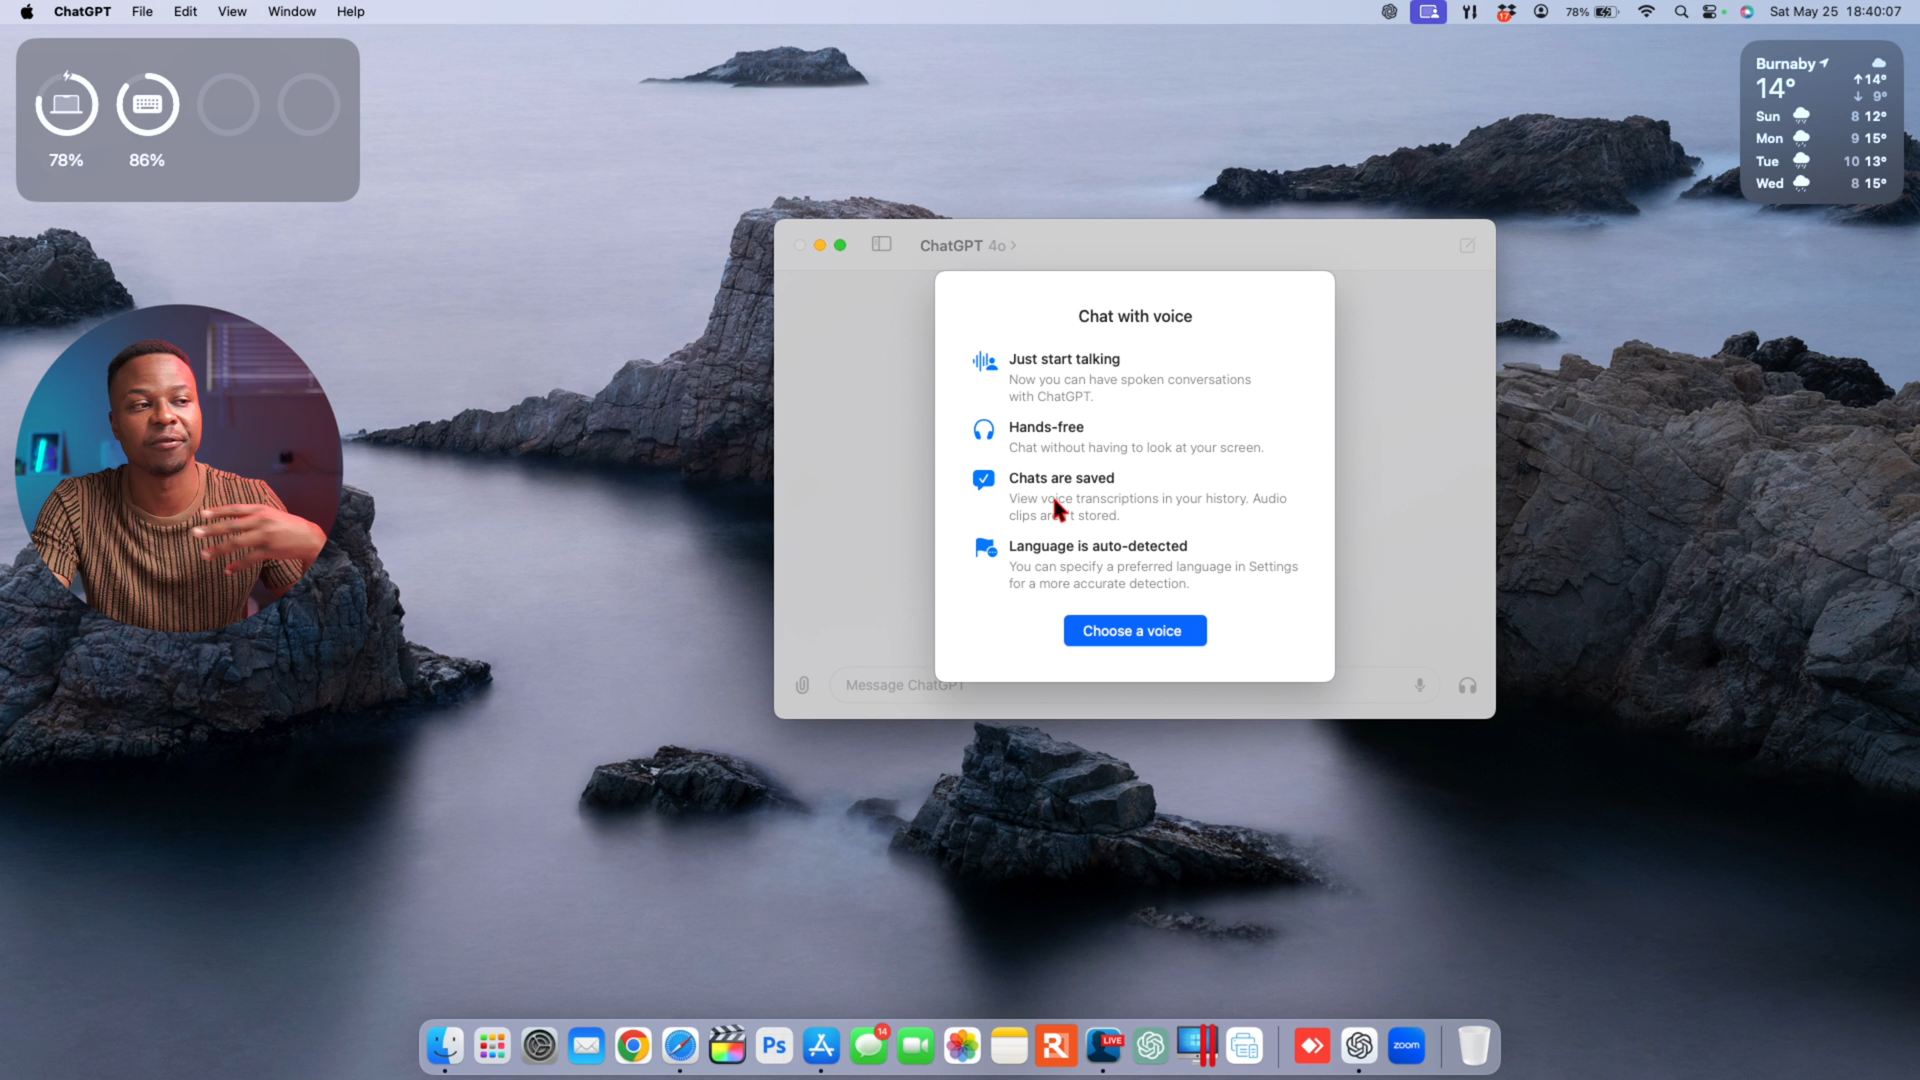 ChatGPT File Edit View Window Help
17
78%
Sat May 25 18:40:07
78% 86%
Burnaby
14° ↑14°
↓ 9°
Sun 8 12°
Mon 9 15°
Tue 10 13°
Wed 8 15°
ChatGPT 4o >
Chat with voice
Just start talking
Now you can have spoken conversations
with ChatGPT.
Hands-free
Chat without having to look at your screen.
Chats are saved
View voice transcriptions in your history. Audio
clips aren't stored.
Language is auto-detected
You can specify a preferred language in Settings
for a more accurate detection.
Choose a voice
Message ChatGPT
Ps
14
R
LIVE
zoom